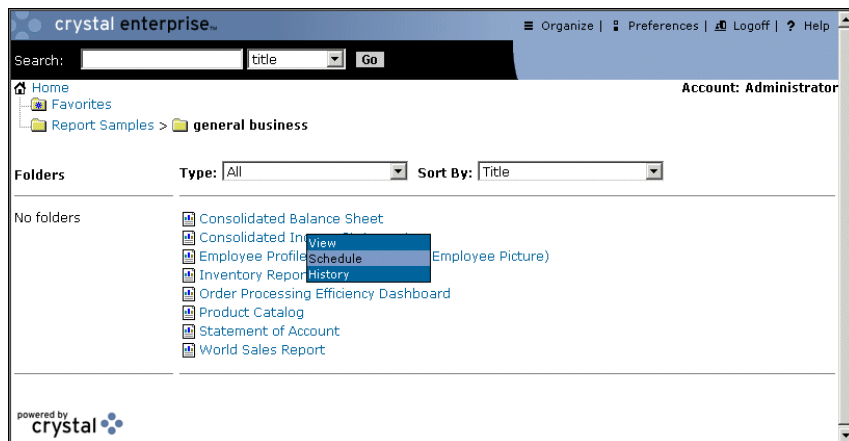 crystal enterprise™
Organize | Preferences | Logoff | ? Help
Search: title Go
Home
Account: Administrator
Favorites
Report Samples > general business
Folders Type: All Sort By: Title
No folders
Consolidated Balance Sheet
Consolidated
View
Employee Profile Employee Picture)
Schedule
Inventory Repor
History
Order Processing Efficiency Dashboard
Product Catalog
Statement of Account
World Sales Report
powered by
crystal